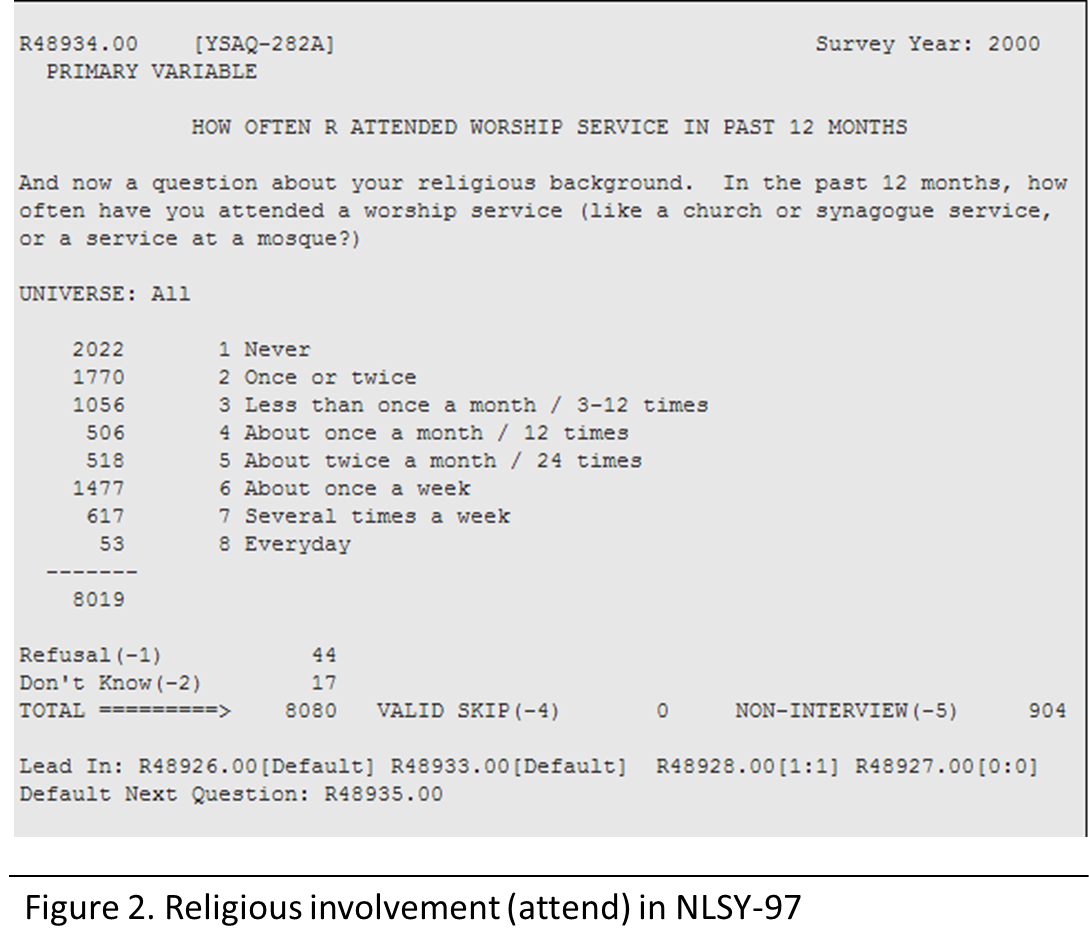 R48934.00 [YSAQ-282A] Survey Year: 2000
PRIMARY VARIABLE
HOW OFTEN R ATTENDED WORSHIP SERVICE IN PAST 12 MONTHS
And now a question about your religious background. In the past 12 months, how
often have you attended a worship service (like a church or synagogue service,
or a service at a mosque?)
UNIVERSE: All
2022 1 Never
1770 2 Once or twice
1056 3 Less than once a month / 3-12 times
506 4 About once a month / 12 times
518 5 About twice a month / 24 times
1477 6 About once a week
617 7 Several times a week
53 8 Everyday
-------
8019
Refusal(-1) 44
Don't Know(-2) 17
TOTAL =========> 8080 VALID SKIP(-4) 0 NON-INTERVIEW(-5) 904
Lead In: R48926.00[Default] R48933.00[Default] R48928.00[1:1] R48927.00[0:0]
Default Next Question: R48935.00
Figure 2. Religious involvement (attend) in NLSY-97